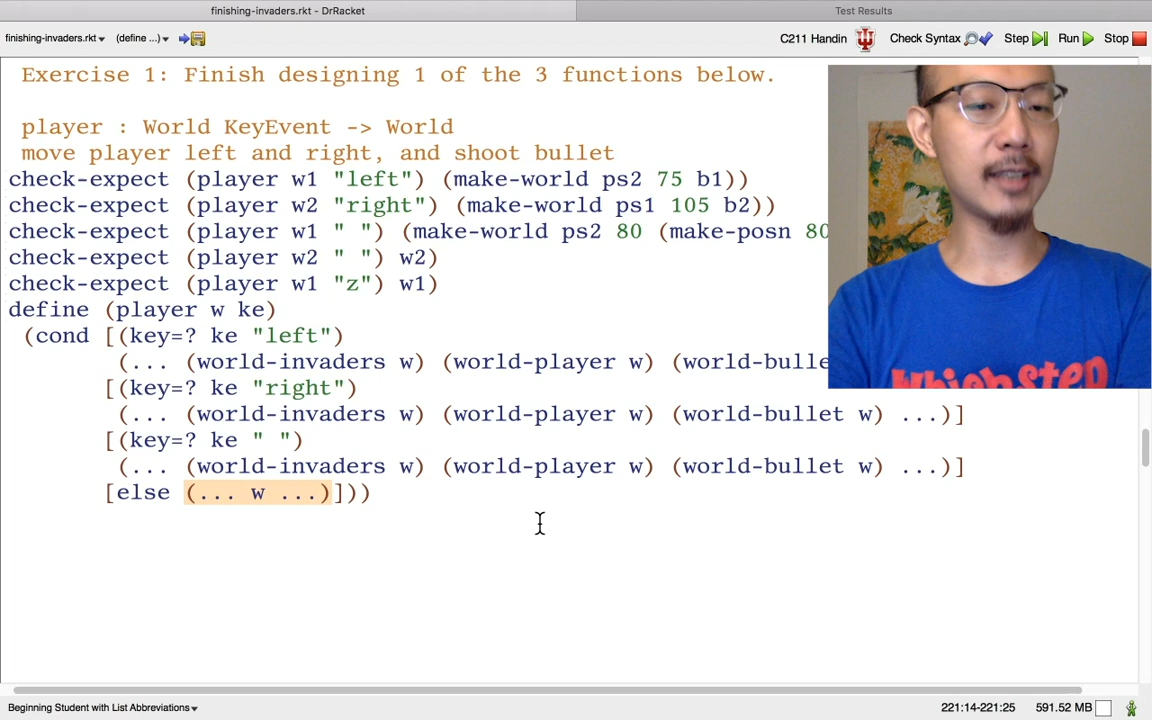 finishing-invaders.rkt - DrRacket
Test Results
finishing-invaders.rkt▾ (define ...)▾ C211 Handin Check Syntax Step Run Stop
Exercise 1: Finish designing 1 of the 3 functions below.
player : World KeyEvent -> World
move player left and right, and shoot bullet
check-expect (player w1 "left") (make-world ps2 75 b1))
check-expect (player w2 "right") (make-world ps1 105 b2))
check-expect (player w1 " ") (make-world ps2 80 (make-posn 80
check-expect (player w2 " ") w2)
check-expect (player w1 "z") w1)
define (player w ke)
(cond [(key=? ke "left")
(... (world-invaders w) (world-player w) (world-bulle
[(key=? ke "right")
(... (world-invaders w) (world-player w) (world-bullet w) ...)]
[(key=? ke " ")
(... (world-invaders w) (world-player w) (world-bullet w) ...)]
[else (... w ...)]))
Which step
Beginning Student with List Abbreviations▾ 221:14-221:25 591.52 MB